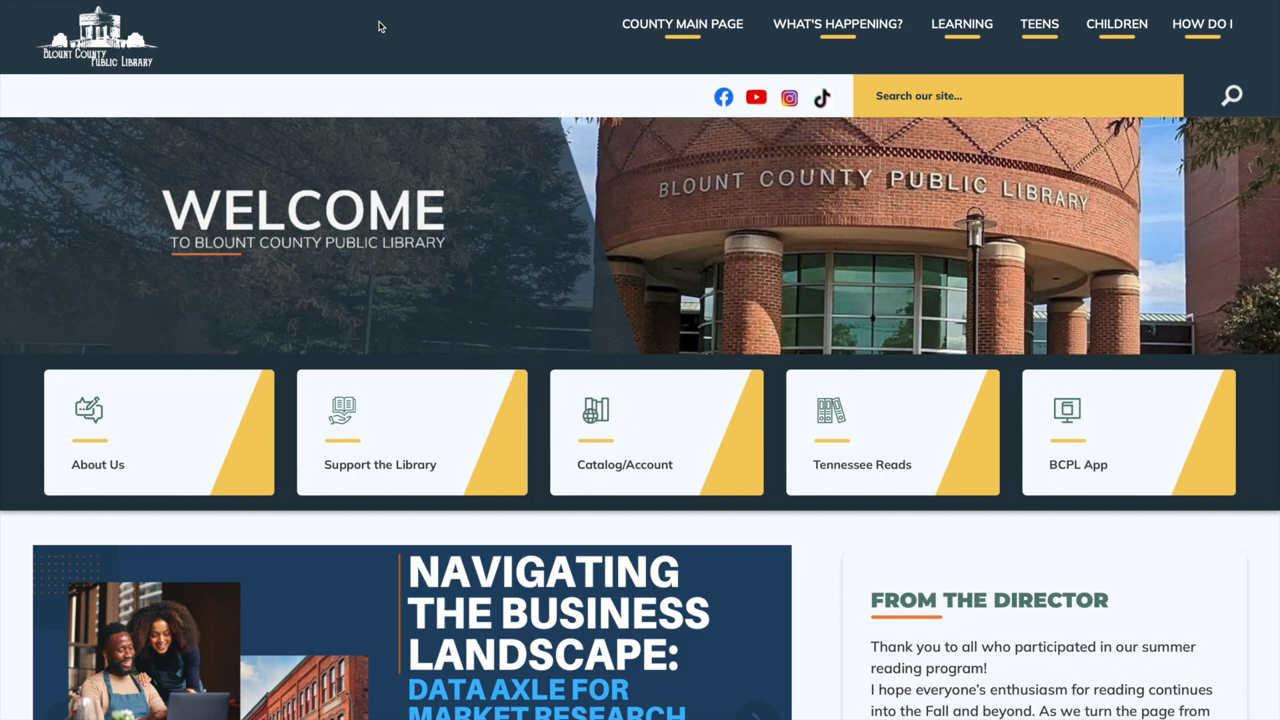 BLOUNT COUNTY
PUBLIC LIBRARY
COUNTY MAIN PAGE
WHAT'S HAPPENING?
LEARNING
TEENS
CHILDREN
HOW DO I
Search our site...
WELCOME
TO BLOUNT COUNTY PUBLIC LIBRARY
BLOUNT COUNTY PUBLIC LIBRARY
About Us
Support the Library
Catalog/Account
Tennessee Reads
BCPL App
NAVIGATING
THE BUSINESS
LANDSCAPE:
DATA AXLE FOR
MARKET RESEARCH
FROM THE DIRECTOR
Thank you to all who participated in our summer
reading program!
I hope everyone's enthusiasm for reading continues
into the Fall and beyond. As we turn the page from